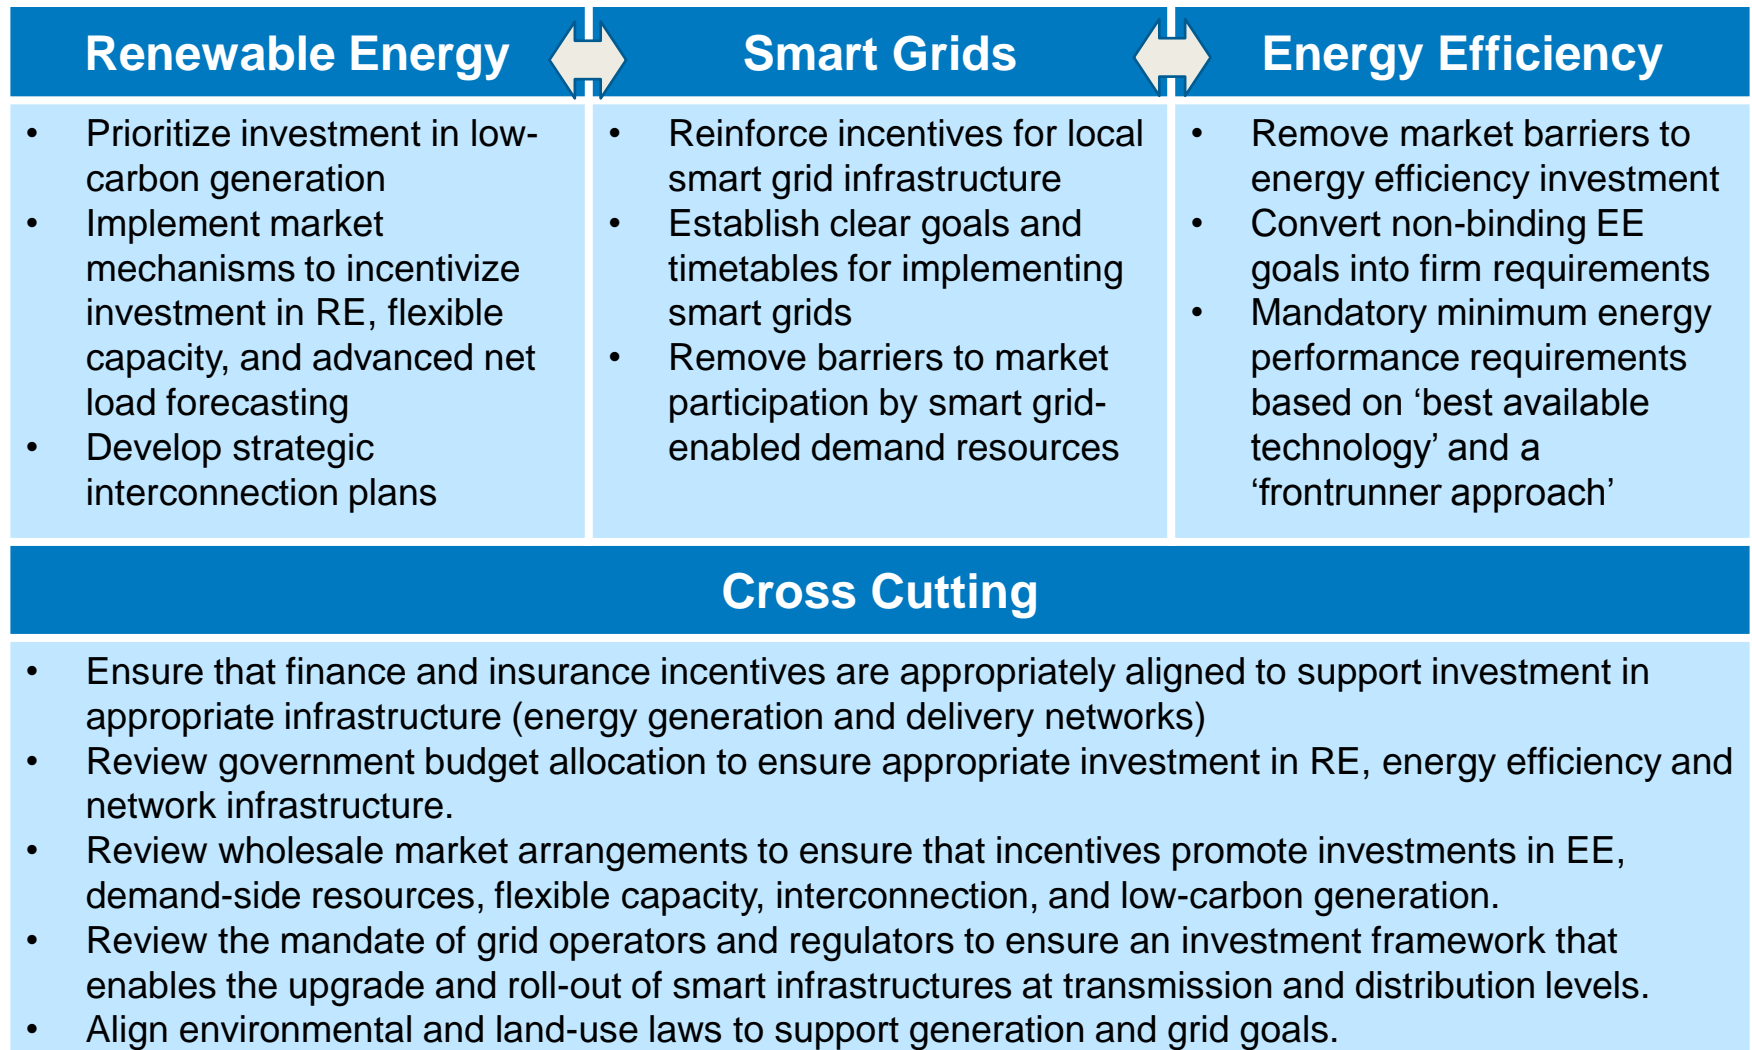 Renewable Energy
Smart Grids
Energy Efficiency
• Prioritize investment in low-
carbon generation
• Implement market
mechanisms to incentivize
investment in RE, flexible
capacity, and advanced net
load forecasting
• Develop strategic
interconnection plans
• Reinforce incentives for local
smart grid infrastructure
• Establish clear goals and
timetables for implementing
smart grids
• Remove barriers to market
participation by smart grid-
enabled demand resources
• Remove market barriers to
energy efficiency investment
• Convert non-binding EE
goals into firm requirements
• Mandatory minimum energy
performance requirements
based on ‘best available
technology’ and a
‘frontrunner approach’
Cross Cutting
• Ensure that finance and insurance incentives are appropriately aligned to support investment in
appropriate infrastructure (energy generation and delivery networks)
• Review government budget allocation to ensure appropriate investment in RE, energy efficiency and
network infrastructure.
• Review wholesale market arrangements to ensure that incentives promote investments in EE,
demand-side resources, flexible capacity, interconnection, and low-carbon generation.
• Review the mandate of grid operators and regulators to ensure an investment framework that
enables the upgrade and roll-out of smart infrastructures at transmission and distribution levels.
• Align environmental and land-use laws to support generation and grid goals.